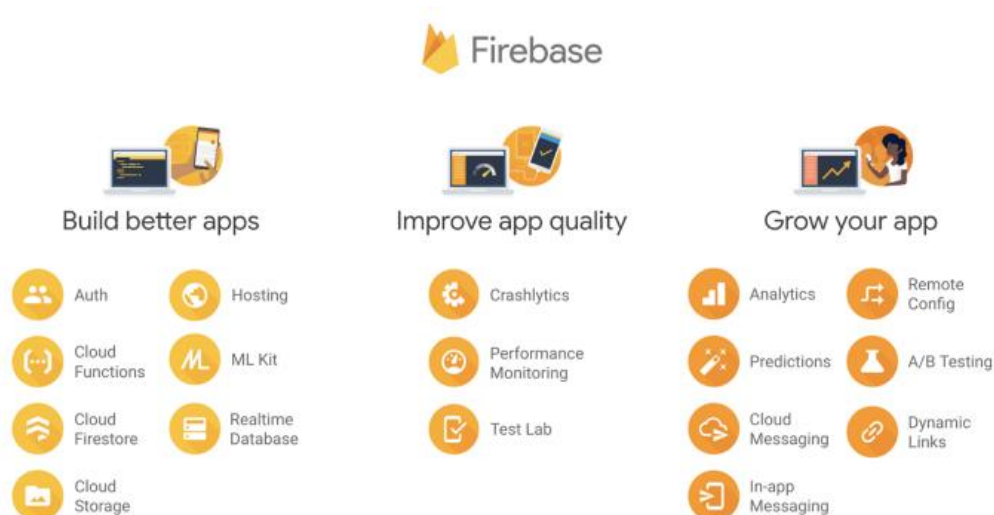 Firebase
Build better apps
Auth
Hosting
Cloud
Functions
ML Kit
Cloud
Firestore
Realtime
Database
Cloud
Storage
Improve app quality
Crashlytics
Performance
Monitoring
Test Lab
Grow your app
Analytics
Remote
Config
Predictions
A/B Testing
Cloud
Messaging
Dynamic
Links
In-app
Messaging